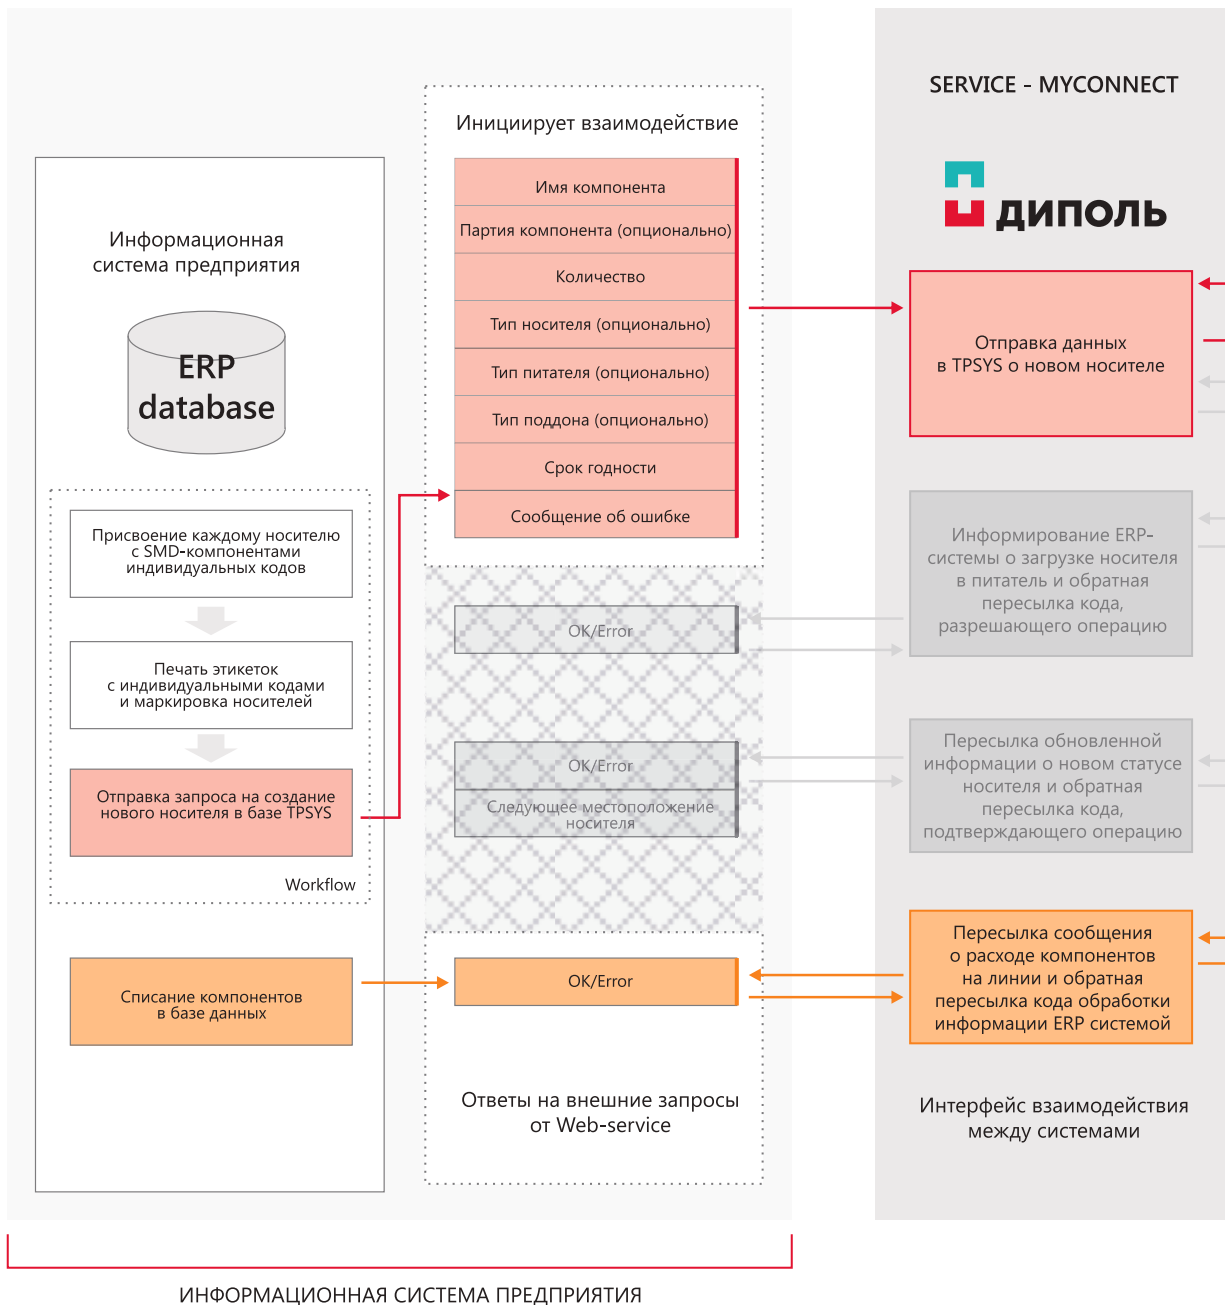 Информационная
система предприятия
ERP
database
Присвоение каждому носителю
с SMD-компонентами
индивидуальных кодов
Печать этикеток
с индивидуальными кодами
и маркировка носителей
Отправка запроса на создание
нового носителя в базе TPSYS
Workflow
Списание компонентов
в базе данных
Инициирует взаимодействие
Имя компонента
Партия компонента (опционально)
Количество
Тип носителя (опционально)
Тип питателя (опционально)
Тип поддона (опционально)
Срок годности
Сообщение об ошибке
OK/Error
OK/Error
Следующее местоположение
носителя
OK/Error
Ответы на внешние запросы
от Web-service
SERVICE - MYCONNECT
ДИПОЛЬ
Отправка данных
в TPSYS о новом носителе
Информирование ERP-
системы о загрузке носителя
в питатель и обратная
пересылка кода,
разрешающего операцию
Пересылка обновленной
информации о новом статусе
носителя и обратная
пересылка кода,
подтверждающего операцию
Пересылка сообщения
о расходе компонентов
на линии и обратная
пересылка кода обработки
информации ERP системой
Интерфейс взаимодействия
между системами
ИНФОРМАЦИОННАЯ СИСТЕМА ПРЕДПРИЯТИЯ